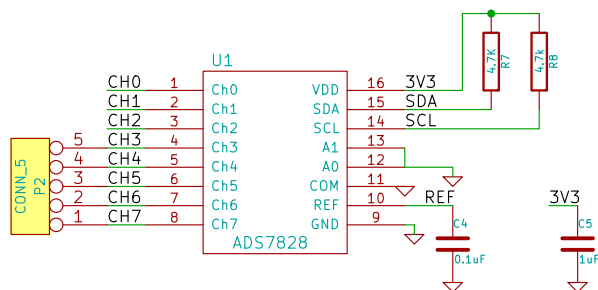 U1
CH0 1 Ch0 VDD 16 3V3
CH1 2 Ch1 SDA 15 SDA
CH2 3 Ch2 SCL 14 SCL
5 CH3 4 Ch3 A1 13
4 CH4 5 Ch4 A0 12
3 CH5 6 Ch5 COM 11
2 CH6 7 Ch6 REF 10 REF
1 CH7 8 Ch7 GND 9
ADS7828
CONN_5
P2
4.7K
R7
4.7k
R8
C4
0.1uF
3V3
C5
1uF